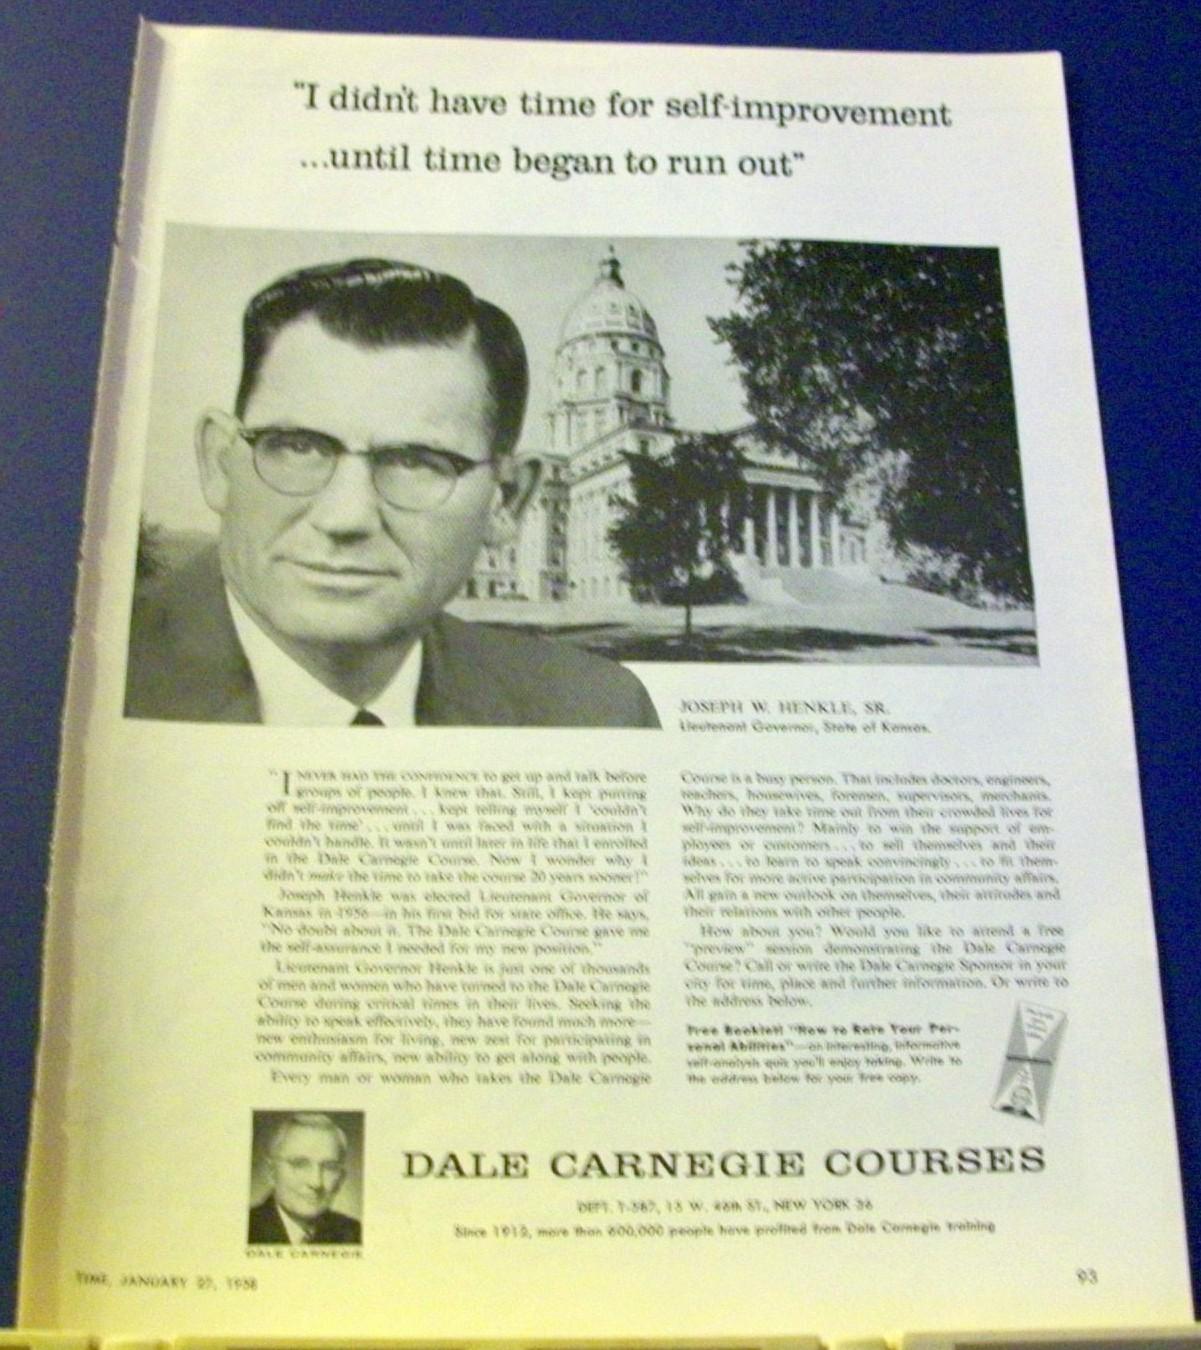 "I didn't have time for self-improvement
...until time began to run out"
JOSEPH W. HENKLE, SR.
Lieutenant Governor, State of Kansas.
"I NEVER HAD THE CONFIDENCE to get up and talk before
groups of people. I knew that. Still, I kept putting
off self-improvement . . . kept telling myself I 'couldn't
find the time' . . . until I was faced with a situation I
couldn't handle. It wasn't until later in life that I enrolled
in the Dale Carnegie Course. Now I wonder why I
didn't make the time to take the course 20 years sooner!"
Joseph Henkle was elected Lieutenant Governor of
Kansas in 1956—in his first bid for state office. He says,
"No doubt about it. The Dale Carnegie Course gave me
the self-assurance I needed for my new position."
Lieutenant Governor Henkle is just one of thousands
of men and women who have turned to the Dale Carnegie
Course during critical times in their lives. Seeking the
ability to speak effectively, they have found much more—
new enthusiasm for living, new zest for participating in
community affairs, new ability to get along with people.
Every man or woman who takes the Dale Carnegie
Course is a busy person. That includes doctors, engineers,
teachers, housewives, foremen, supervisors, merchants.
Why do they take time out from their crowded lives for
self-improvement? Mainly to win the support of em-
ployees or customers . . . to sell themselves and their
ideas . . . to learn to speak convincingly . . . to fit them-
selves for more active participation in community affairs.
All gain a new outlook on themselves, their attitudes and
their relations with other people.
How about you? Would you like to attend a free
"preview" session demonstrating the Dale Carnegie
Course? Call or write the Dale Carnegie Sponsor in your
city for time, place and further information. Or write to
the address below.
Free Booklet! "How to Rate Your Per-
sonal Abilities"—an interesting, informative
self-analysis quiz you'll enjoy taking. Write to
the address below for your free copy.
DALE CARNEGIE COURSES
DEPT. T-587, 15 W. 46th ST., NEW YORK 36
Since 1912, more than 600,000 people have profited from Dale Carnegie training
DALE CARNEGIE
TIME, JANUARY 27, 1958
93